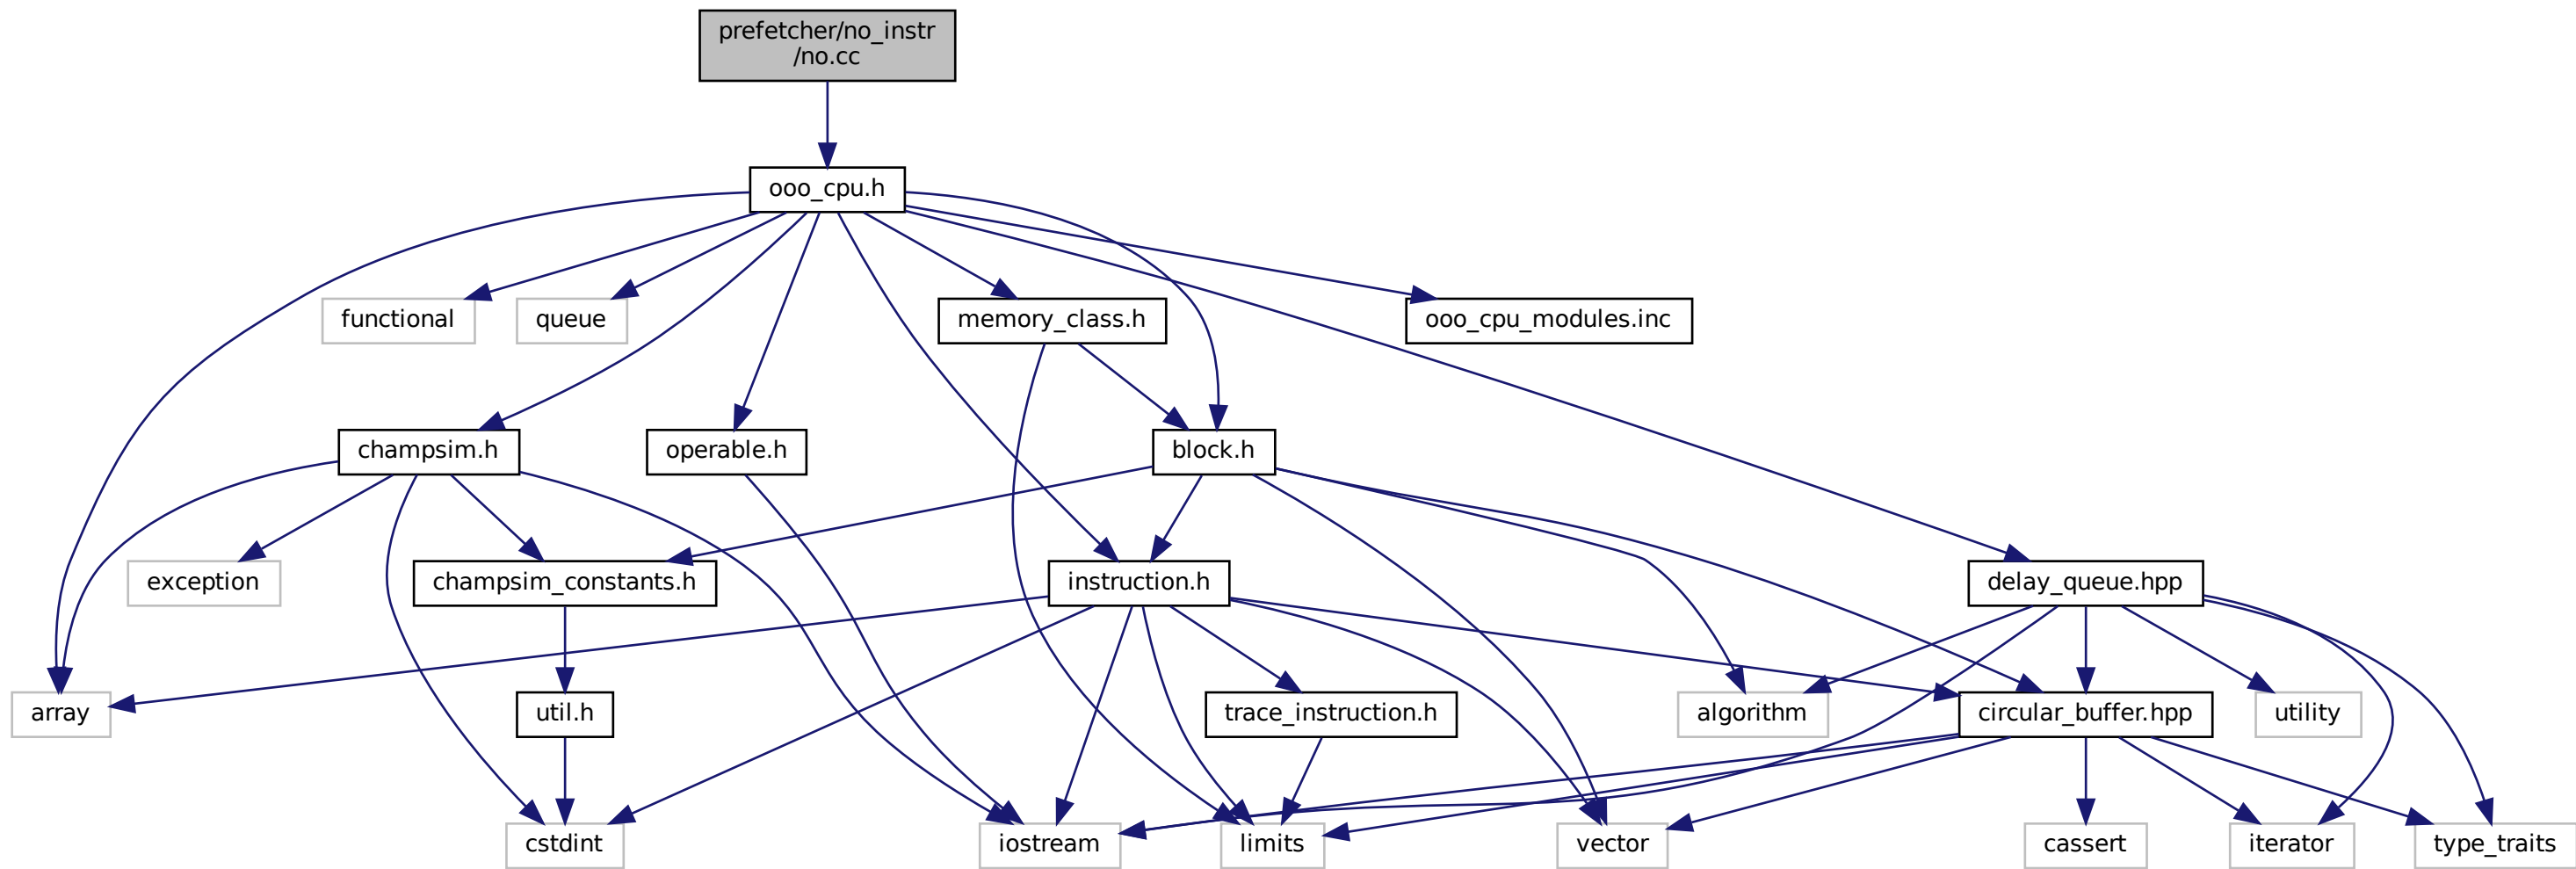 prefetcher/no_instr
/no.cc
ooo_cpu.h
functional
queue
memory_class.h
ooo_cpu_modules.inc
champsim.h
operable.h
block.h
exception
champsim_constants.h
instruction.h
delay_queue.hpp
array
util.h
trace_instruction.h
algorithm
circular_buffer.hpp
utility
cstdint
iostream
limits
vector
cassert
iterator
type_traits